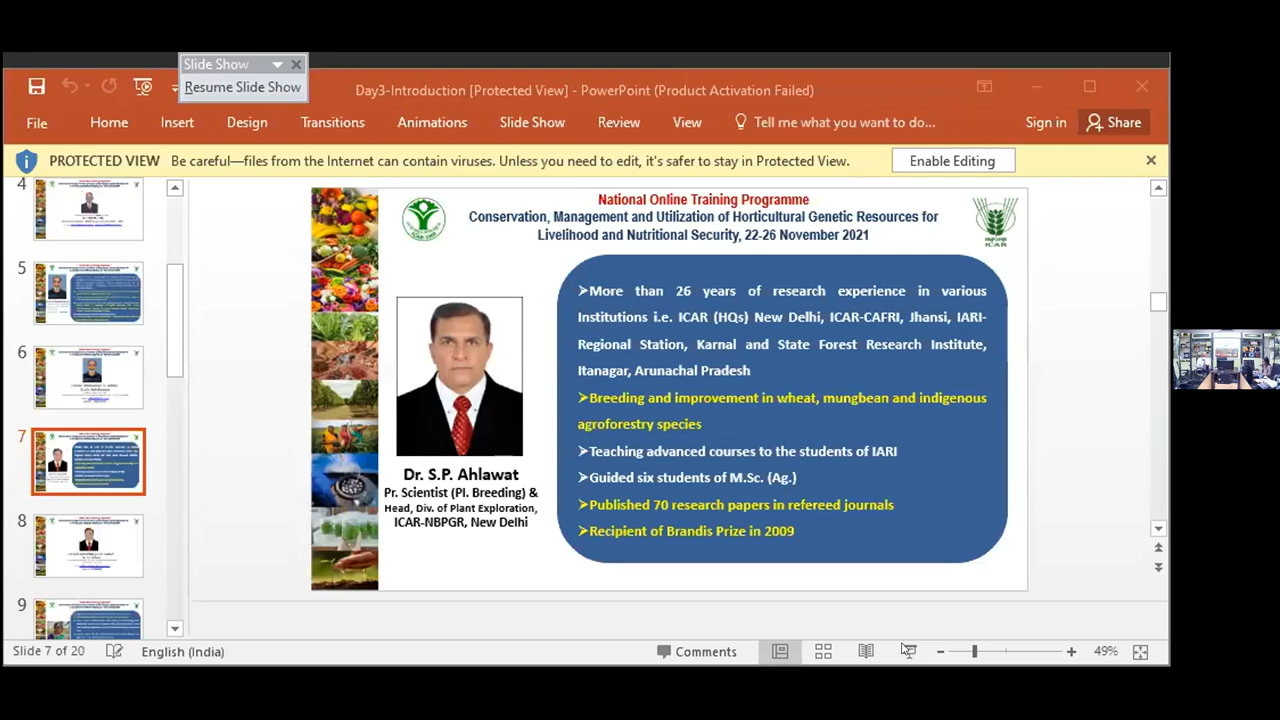 Slide Show
Resume Slide Show
Day3-Introduction [Protected View] - PowerPoint (Product Activation Failed)
File Home Insert Design Transitions Animations Slide Show Review View Tell me what you want to do... Sign in Share
PROTECTED VIEW Be careful—files from the Internet can contain viruses. Unless you need to edit, it's safer to stay in Protected View. Enable Editing
4
5
6
7
8
9
National Online Training Programme
Conservation, Management and Utilization of Horticultural Genetic Resources for
Livelihood and Nutritional Security, 22-26 November 2021
ICAR
➢More than 26 years of research experience in various
Institutions i.e. ICAR (HQs) New Delhi, ICAR-CAFRI, Jhansi, IARI-
Regional Station, Karnal and State Forest Research Institute,
Itanagar, Arunachal Pradesh
➢Breeding and improvement in wheat, mungbean and indigenous
agroforestry species
➢Teaching advanced courses to the students of IARI
➢Guided six students of M.Sc. (Ag.)
➢Published 70 research papers in refereed journals
➢Recipient of Brandis Prize in 2009
Dr. S.P. Ahlawat
Pr. Scientist (Pl. Breeding) &
Head, Div. of Plant Exploration,
ICAR-NBPGR, New Delhi
Slide 7 of 20 English (India) Comments 49%